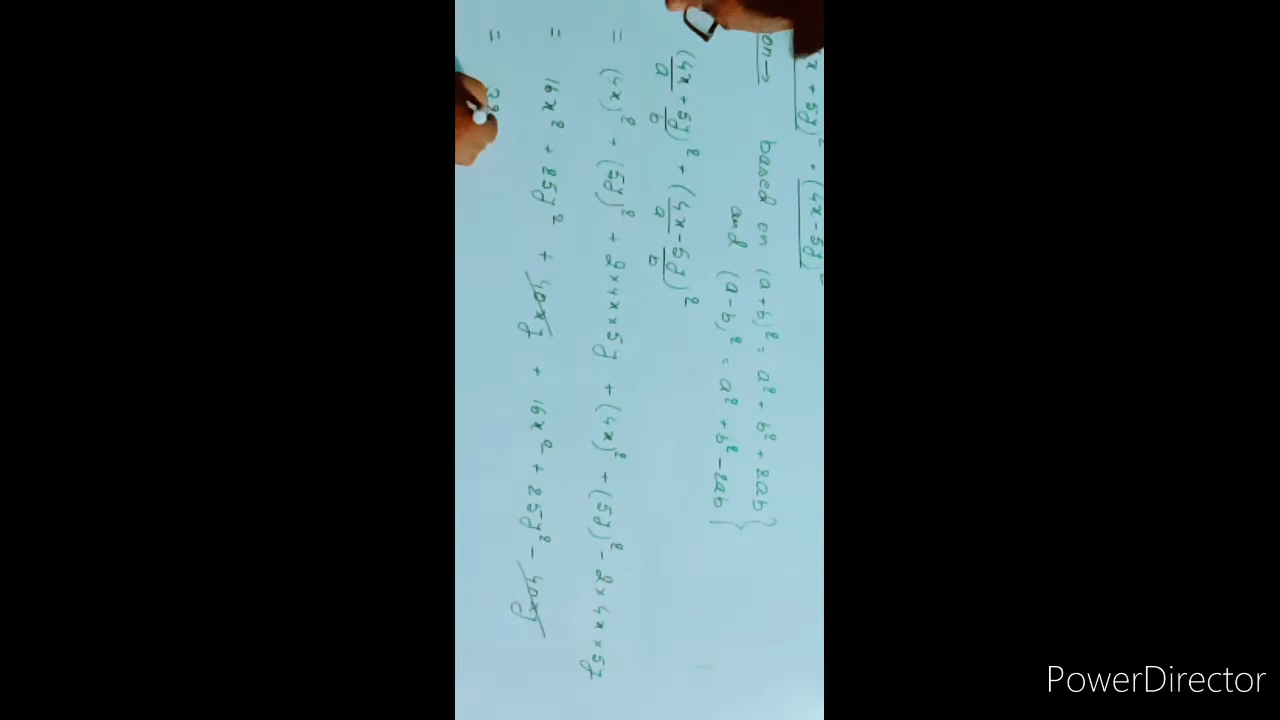 x + 5y)² + (4x - 5y)²
on→ based on (a+b)² = a² + b² + 2ab
and (a-b)² = a² + b² - 2ab }
(4x + 5y)² + (4x - 5y)²
a b a b
= (4x)² + (5y)² + 2×4x×5y + (4x)² + (5y)² - 2×4x×5y
= 16x² + 25y² + 40xy + 16x² + 25y² - 40xy
=
PowerDirector